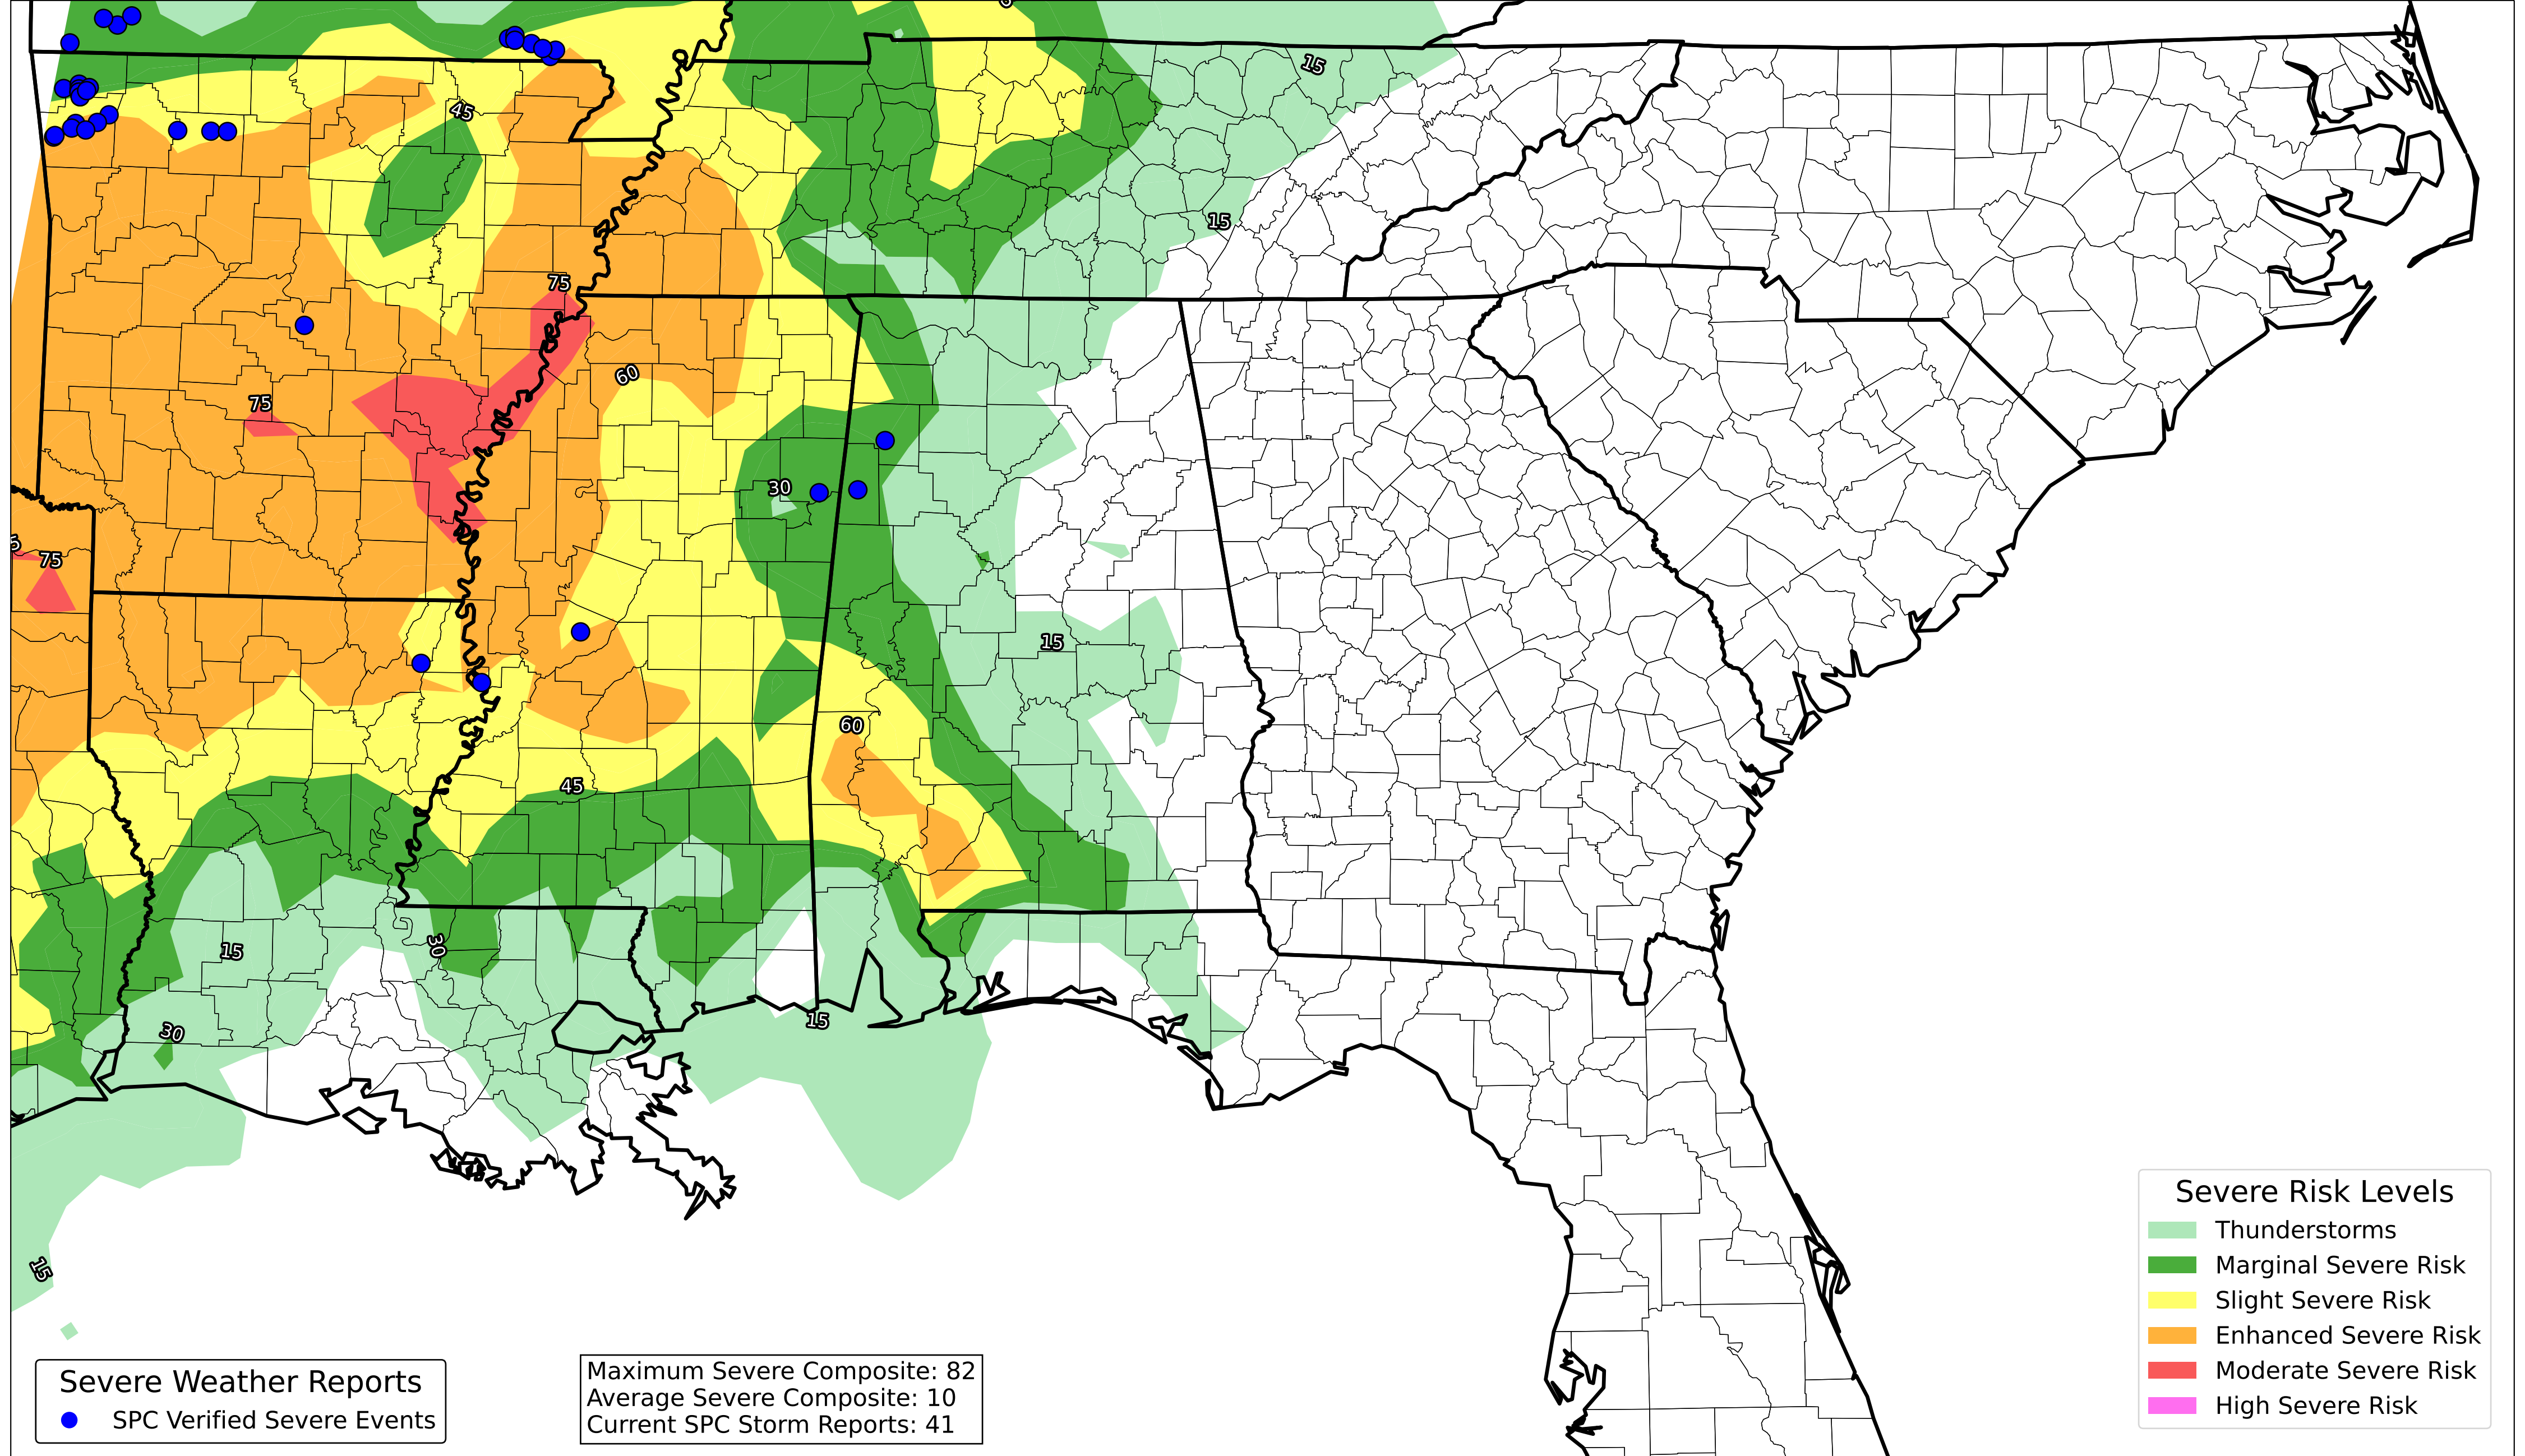 15
45
15
75
60
75
30
75
15
60
45
15
30
30
15
15
Severe Weather Reports
SPC Verified Severe Events
Maximum Severe Composite: 82
Average Severe Composite: 10
Current SPC Storm Reports: 41
Severe Risk Levels
Thunderstorms
Marginal Severe Risk
Slight Severe Risk
Enhanced Severe Risk
Moderate Severe Risk
High Severe Risk